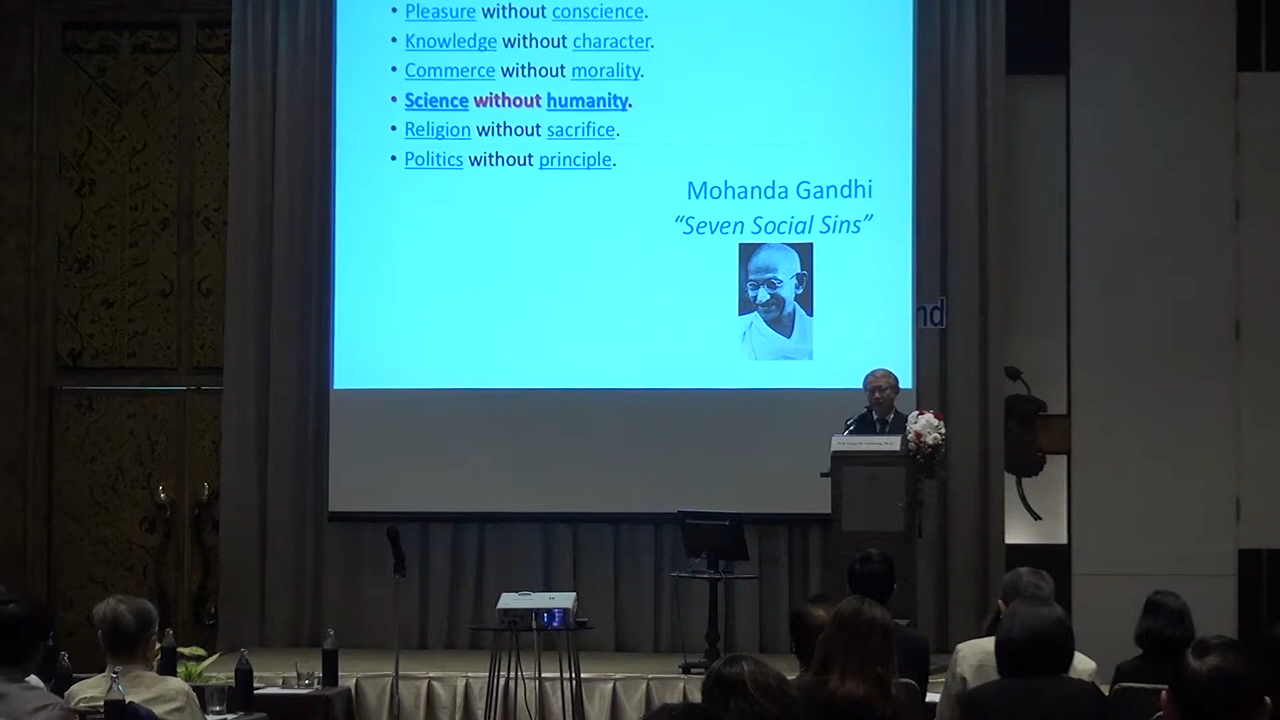 • Pleasure without conscience.
• Knowledge without character.
• Commerce without morality.
• Science without humanity.
• Religion without sacrifice.
• Politics without principle.
Mohanda Gandhi
“Seven Social Sins”
nd